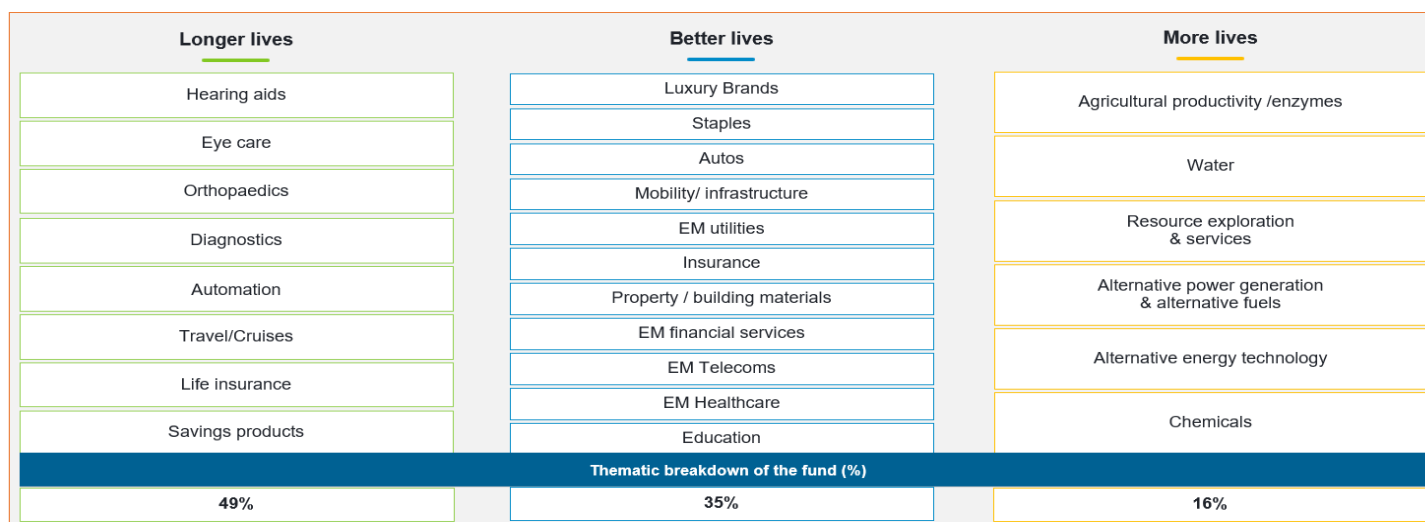 Longer lives
Hearing aids
Eye care
Orthopaedics
Diagnostics
Automation
Travel/Cruises
Life insurance
Savings products
Better lives
Luxury Brands
Staples
Autos
Mobility/ infrastructure
EM utilities
Insurance
Property / building materials
EM financial services
EM Telecoms
EM Healthcare
Education
More lives
Agricultural productivity /enzymes
Water
Resource exploration
& services
Alternative power generation
& alternative fuels
Alternative energy technology
Chemicals
Thematic breakdown of the fund (%)
49%
35%
16%